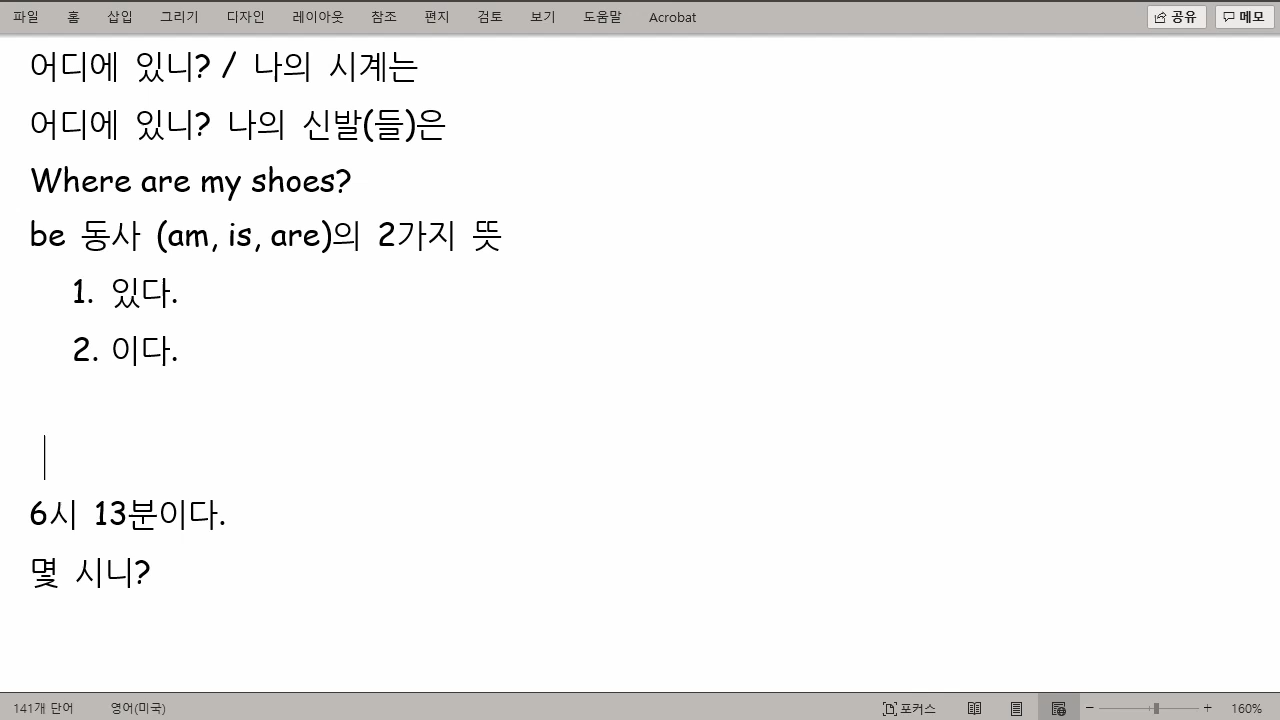 파일 홈 삽입 그리기 디자인 레이아웃 참조 편지 검토 보기 도움말 Acrobat 공유 메모
어디에 있니? / 나의 시계는
어디에 있니? 나의 신발(들)은
Where are my shoes?
be 동사 (am, is, are)의 2가지 뜻
1. 있다.
2. 이다.
6시 13분이다.
몇 시니?
141개 단어 영어(미국) 포커스 160%